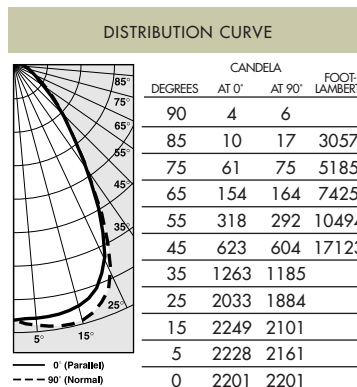 DISTRIBUTION CURVE
85°
75°
65°
55°
45°
35°
25°
15°
5°
0° (Parallel)
90° (Normal)
CANDELA
DEGREES AT 0° AT 90° FOOT-
LAMBERT
90 4 6
85 10 17 3057
75 61 75 5185
65 154 164 7425
55 318 292 10494
45 623 604 17123
35 1263 1185
25 2033 1884
15 2249 2101
5 2228 2161
0 2201 2201